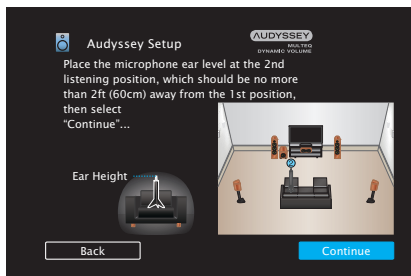 Audyssey Setup
AUDYSSEY
MULTEQ
DYNAMIC VOLUME
Place the microphone ear level at the 2nd
listening position, which should be no more
than 2ft (60cm) away from the 1st position,
then select
“Continue”...
Ear Height
2
Back
Continue